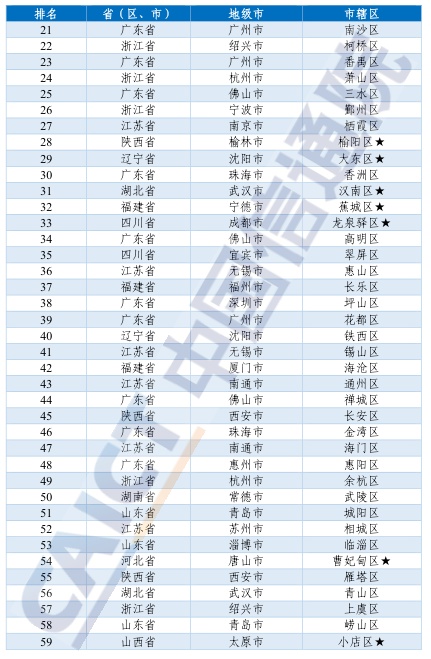 排名 省（区、市） 地级市 市辖区
21 广东省 广州市 南沙区
22 浙江省 绍兴市 柯桥区
23 广东省 广州市 番禺区
24 浙江省 杭州市 萧山区
25 广东省 佛山市 三水区
26 浙江省 宁波市 鄞州区
27 江苏省 南京市 栖霞区
28 陕西省 榆林市 榆阳区★
29 辽宁省 沈阳市 大东区★
30 广东省 珠海市 香洲区
31 湖北省 武汉市 汉南区★
32 福建省 宁德市 蕉城区★
33 四川省 成都市 龙泉驿区★
34 广东省 佛山市 高明区
35 四川省 宜宾市 翠屏区
36 江苏省 无锡市 惠山区
37 福建省 福州市 长乐区
38 广东省 深圳市 坪山区
39 广东省 广州市 花都区
40 辽宁省 沈阳市 铁西区
41 江苏省 无锡市 锡山区
42 福建省 厦门市 海沧区
43 江苏省 南通市 通州区
44 广东省 佛山市 禅城区
45 陕西省 西安市 长安区
46 广东省 珠海市 金湾区
47 江苏省 南通市 海门区
48 广东省 惠州市 惠阳区
49 浙江省 杭州市 余杭区
50 湖南省 常德市 武陵区
51 山东省 青岛市 城阳区
52 江苏省 苏州市 相城区
53 山东省 淄博市 临淄区
54 河北省 唐山市 曹妃甸区★
55 陕西省 西安市 雁塔区
56 湖北省 武汉市 青山区
57 浙江省 绍兴市 上虞区
58 山东省 青岛市 崂山区
59 山西省 太原市 小店区★
CAICT 中国信通院